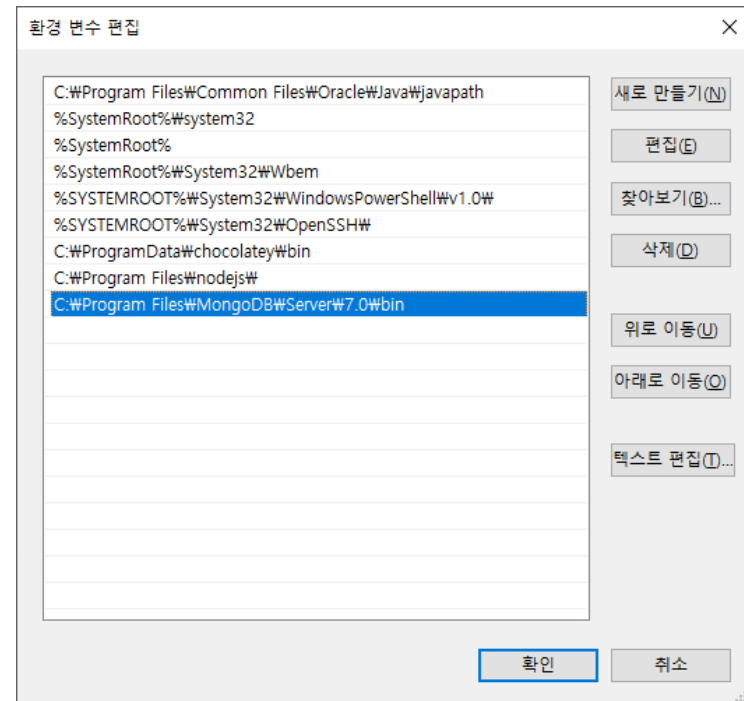 환경 변수 편집
C:₩Program Files₩Common Files₩Oracle₩Java₩javapath
%SystemRoot%₩system32
%SystemRoot%
%SystemRoot%₩System32₩Wbem
%SYSTEMROOT%₩System32₩WindowsPowerShell₩v1.0₩
%SYSTEMROOT%₩System32₩OpenSSH₩
C:₩ProgramData₩chocolatey₩bin
C:₩Program Files₩nodejs₩
C:₩Program Files₩MongoDB₩Server₩7.0₩bin
새로 만들기(N)
편집(E)
찾아보기(B)...
삭제(D)
위로 이동(U)
아래로 이동(O)
텍스트 편집(T)...
확인
취소